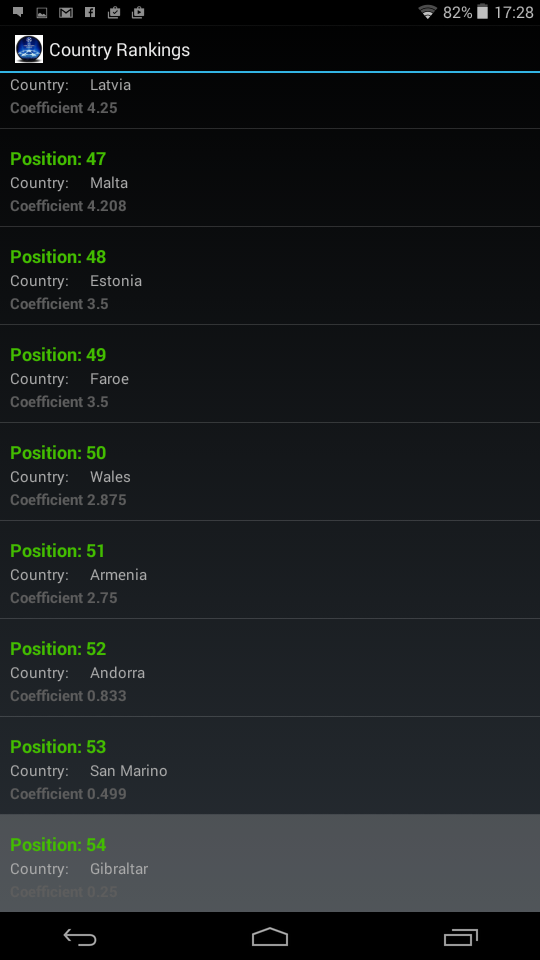 82% 17:28
Country Rankings
Country: Latvia
Coefficient 4.25
Position: 47
Country: Malta
Coefficient 4.208
Position: 48
Country: Estonia
Coefficient 3.5
Position: 49
Country: Faroe
Coefficient 3.5
Position: 50
Country: Wales
Coefficient 2.875
Position: 51
Country: Armenia
Coefficient 2.75
Position: 52
Country: Andorra
Coefficient 0.833
Position: 53
Country: San Marino
Coefficient 0.499
Position: 54
Country: Gibraltar
Coefficient 0.25